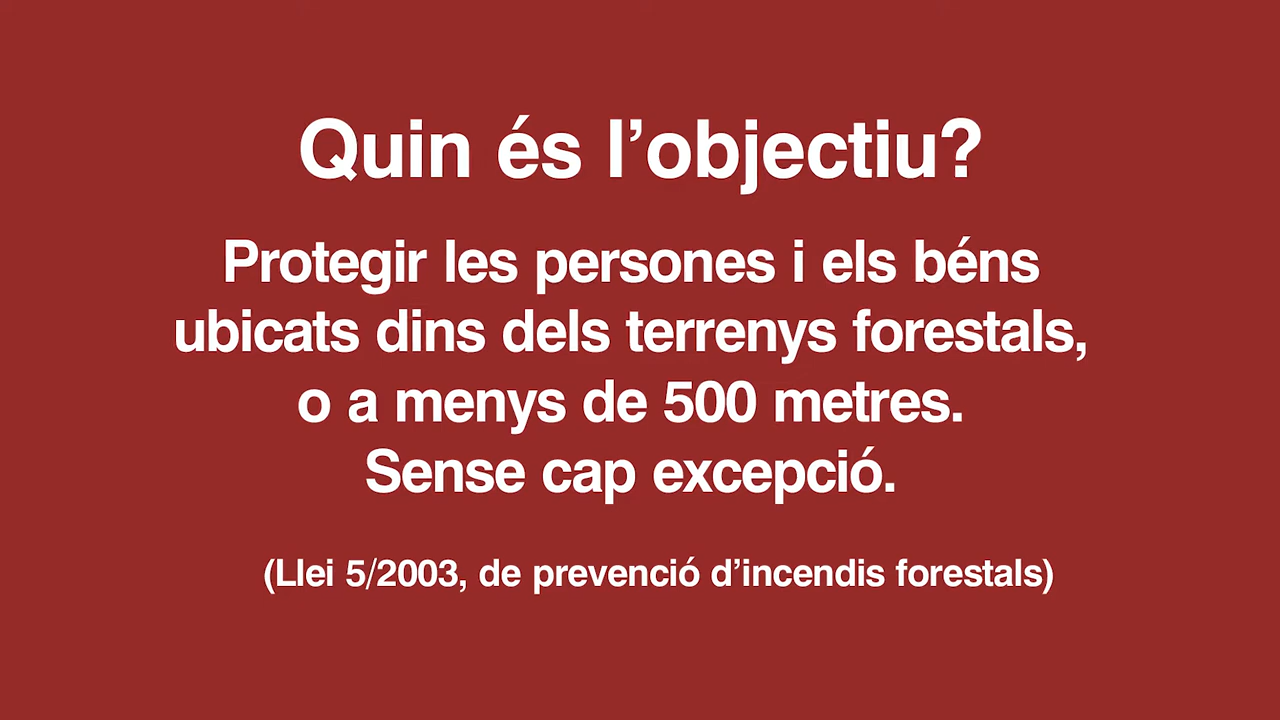 Quin és l’objectiu?
Protegir les persones i els béns
ubicats dins dels terrenys forestals,
o a menys de 500 metres.
Sense cap excepció.
(Llei 5/2003, de prevenció d’incendis forestals)